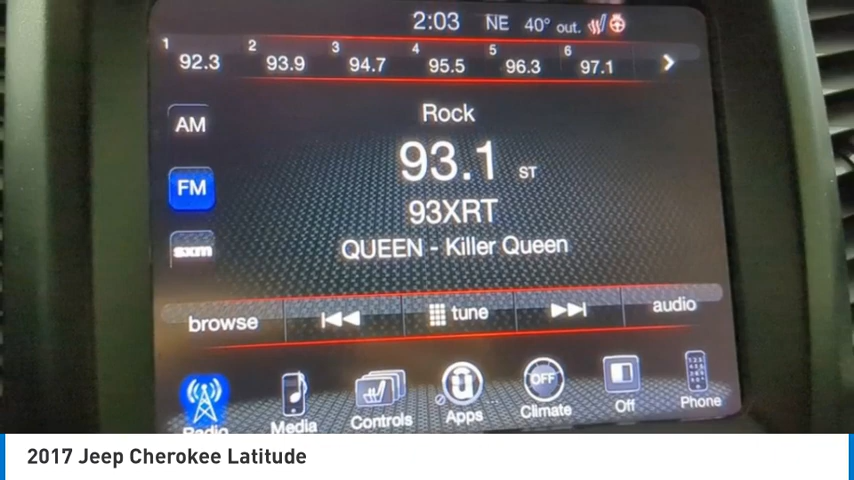 2:03 NE 40° out.
1 92.3 2 93.9 3 94.7 4 95.5 5 96.3 6 97.1
AM
Rock
93.1 ST
FM
93XRT
sxm
QUEEN - Killer Queen
browse tune audio
OFF
Radio Media Controls Apps Climate Off Phone
2017 Jeep Cherokee Latitude